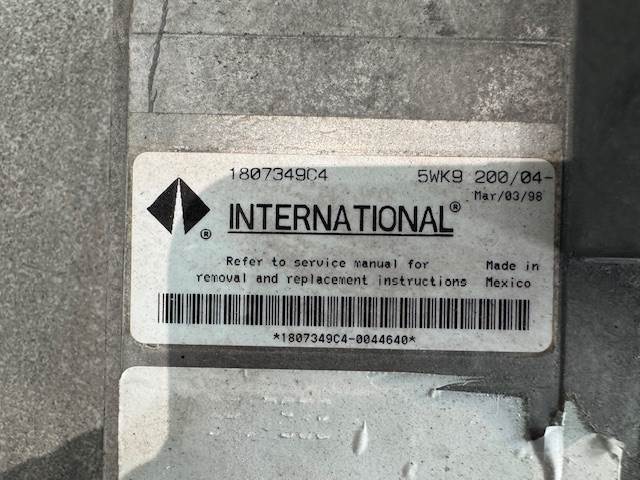 1807349C4 5WK9 200/04-
Mar/03/98
INTERNATIONAL®
®
Refer to service manual for
removal and replacement instructions
Made in
Mexico
*1807349C4-0044640*